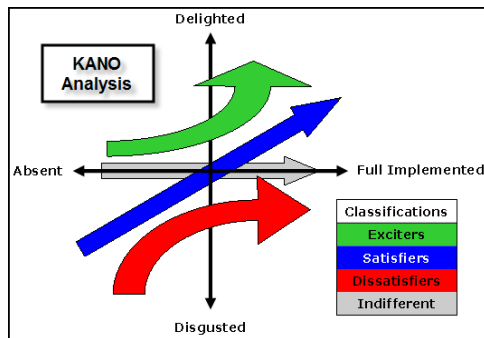 Delighted
KANO
Analysis
Absent
Full Implemented
Classifications
Exciters
Satisfiers
Dissatisfiers
Indifferent
Disgusted